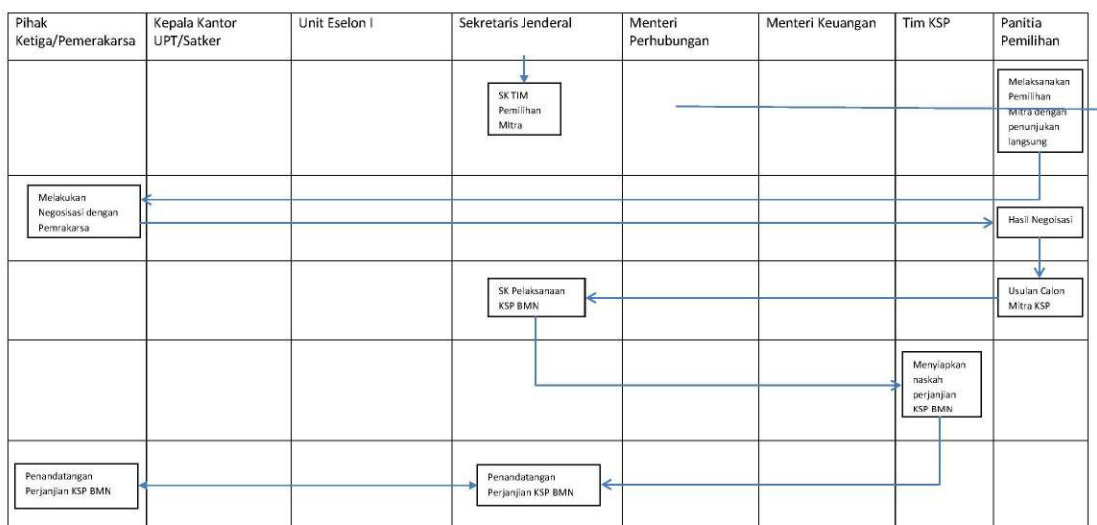 Pihak
Ketiga/Pemerakarsa
Kepala Kantor
UPT/Satker
Unit Eselon I
Sekretaris Jenderal
Menteri
Perhubungan
Menteri Keuangan
Tim KSP
Panitia
Pemilihan
SK TIM
Pemilihan
Mitra
Melaksanakan
Pemilihan
Mitra dengan
penunjukan
langsung
Melakukan
Negosisasi dengan
Pemrakarsa
Hasil Negoisasi
SK Pelaksanaan
KSP BMN
Usulan Calon
Mitra KSP
Menyiapkan
naskah
perjanjian
KSP BMN
Penandatangan
Perjanjian KSP BMN
Penandatangan
Perjanjian KSP BMN